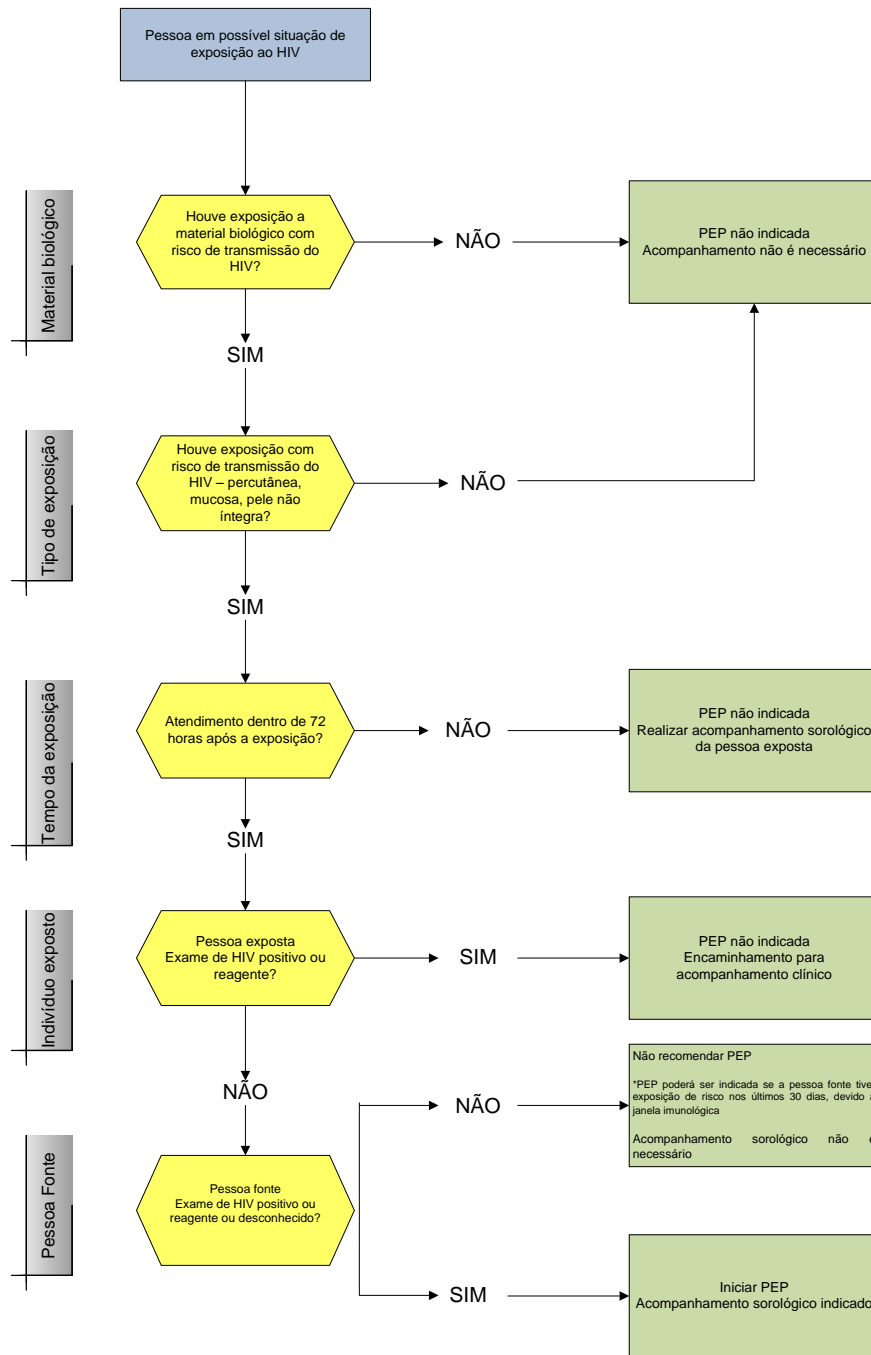 Pessoa em possível situação de
exposição ao HIV
Material biológico
Houve exposição a
material biológico com
risco de transmissão do
HIV?
NÃO
PEP não indicada
Acompanhamento não é necessário
SIM
Tipo de exposição
Houve exposição com
risco de transmissão do
HIV – percutânea,
mucosa, pele não
íntegra?
NÃO
SIM
Tempo da exposição
Atendimento dentro de 72
horas após a exposição?
NÃO
PEP não indicada
Realizar acompanhamento sorológico
da pessoa exposta
SIM
Indivíduo exposto
Pessoa exposta
Exame de HIV positivo ou
reagente?
SIM
PEP não indicada
Encaminhamento para
acompanhamento clínico
NÃO
Pessoa Fonte
Pessoa fonte
Exame de HIV positivo ou
reagente ou desconhecido?
NÃO
Não recomendar PEP
*PEP poderá ser indicada se a pessoa fonte tive
exposição de risco nos últimos 30 dias, devido
janela imunológica
Acompanhamento sorológico não
necessário
SIM
Iniciar PEP
Acompanhamento sorológico indicado